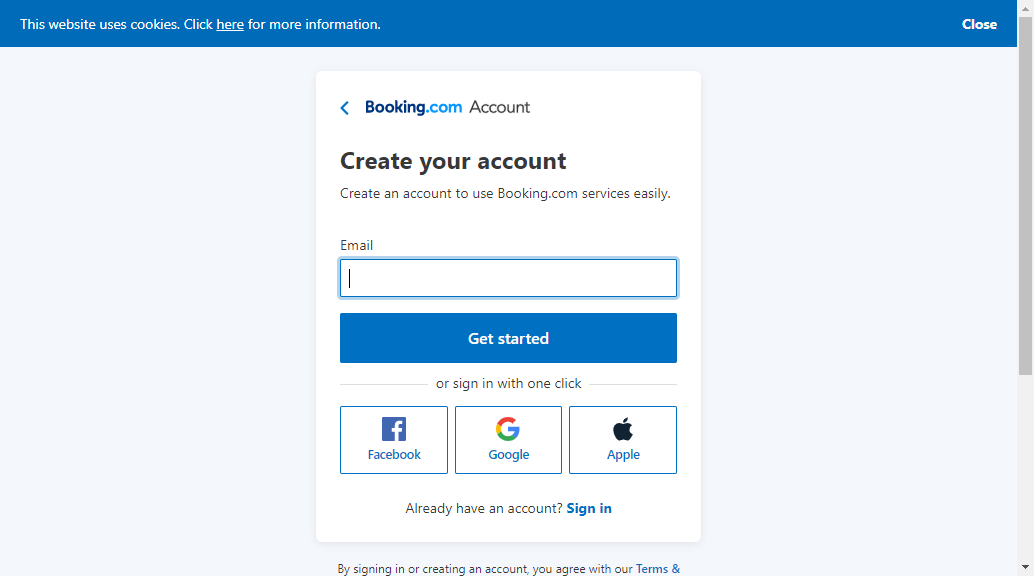 This website uses cookies. Click here for more information.
Close
Booking.com Account
Create your account
Create an account to use Booking.com services easily.
Email
Get started
or sign in with one click
Facebook
Google
Apple
Already have an account? Sign in
By signing in or creating an account, you agree with our Terms &